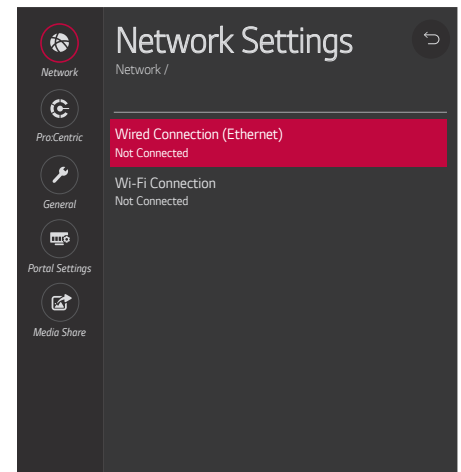 Network Settings
Network /
Network
Pro:Centric
General
Portal Settings
Media Share
Wired Connection (Ethernet)
Not Connected
Wi-Fi Connection
Not Connected